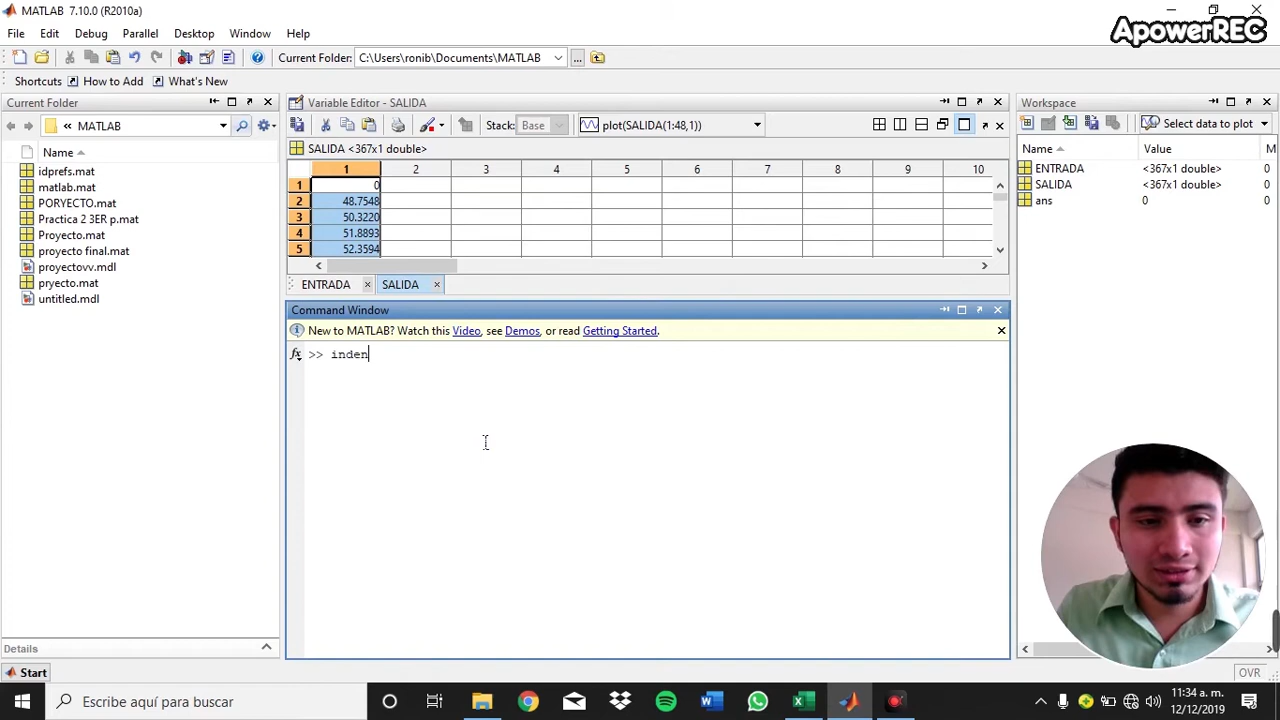 MATLAB 7.10.0 (R2010a)
ApowerREC
File Edit Debug Parallel Desktop Window Help
Current Folder: C:\Users\ronib\Documents\MATLAB
Shortcuts How to Add What's New
Current Folder
« MATLAB
Name
idprefs.mat
matlab.mat
PORYECTO.mat
Practica 2 3ER p.mat
Proyecto.mat
proyecto final.mat
proyectovv.mdl
pryecto.mat
untitled.mdl
Details
Variable Editor - SALIDA
Stack: Base plot(SALIDA(1:48,1))
SALIDA <367x1 double>
1 2 3 4 5 6 7 8 9 10
1 0
2 48.7548
3 50.3220
4 51.8893
5 52.3594
ENTRADA SALIDA
Command Window
New to MATLAB? Watch this Video, see Demos, or read Getting Started.
fx >> inden
Workspace
Select data to plot
Name Value M
ENTRADA <367x1 double> 0
SALIDA <367x1 double> 0
ans 0 0
Start
OVR
Escribe aquí para buscar
11:34 a. m.
12/12/2019